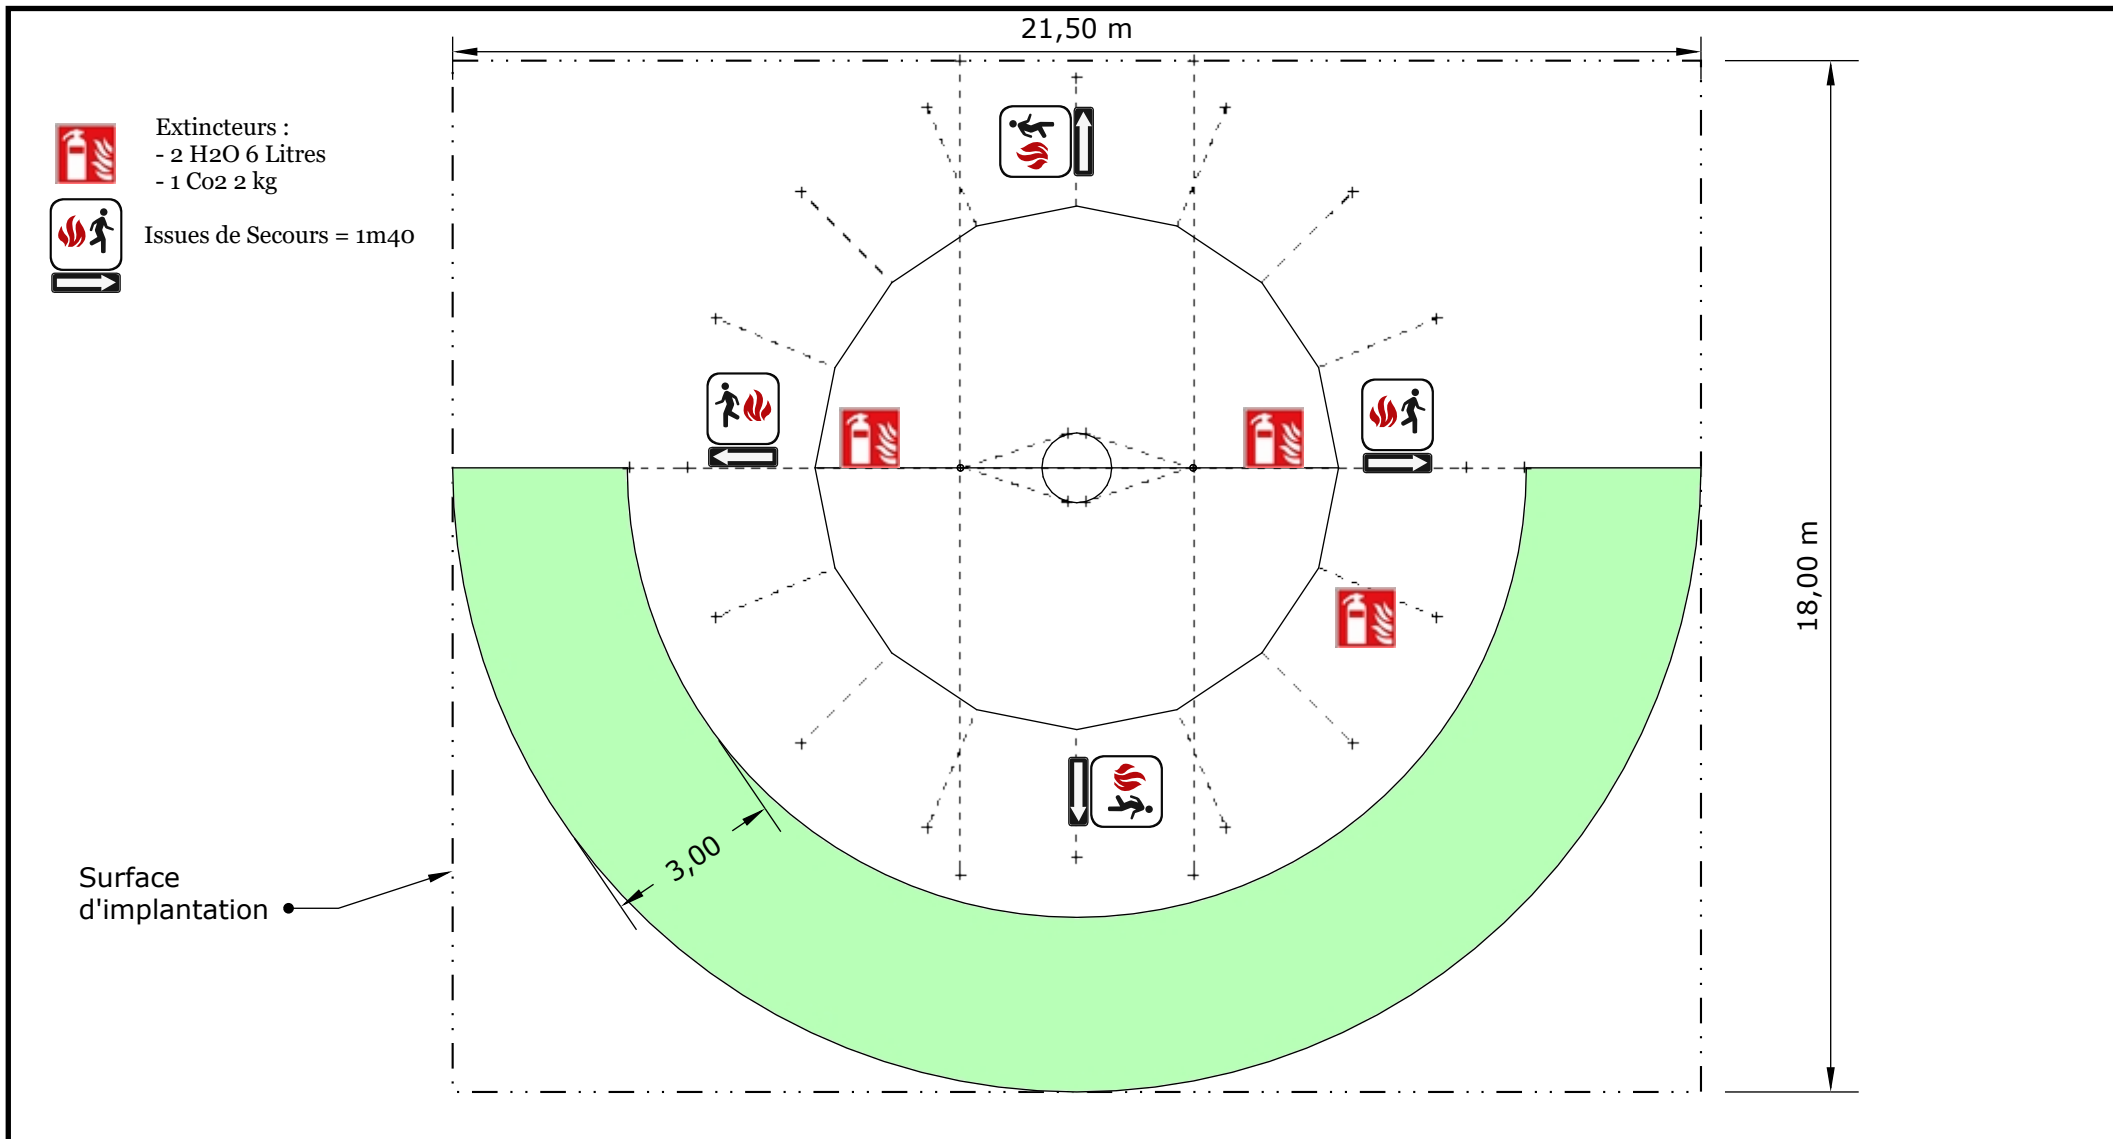 21,50 m
Extincteurs :
- 2 H2O 6 Litres
- 1 Co2 2 kg
Issues de Secours = 1m40
18,00 m
3,00
Surface
d'implantation